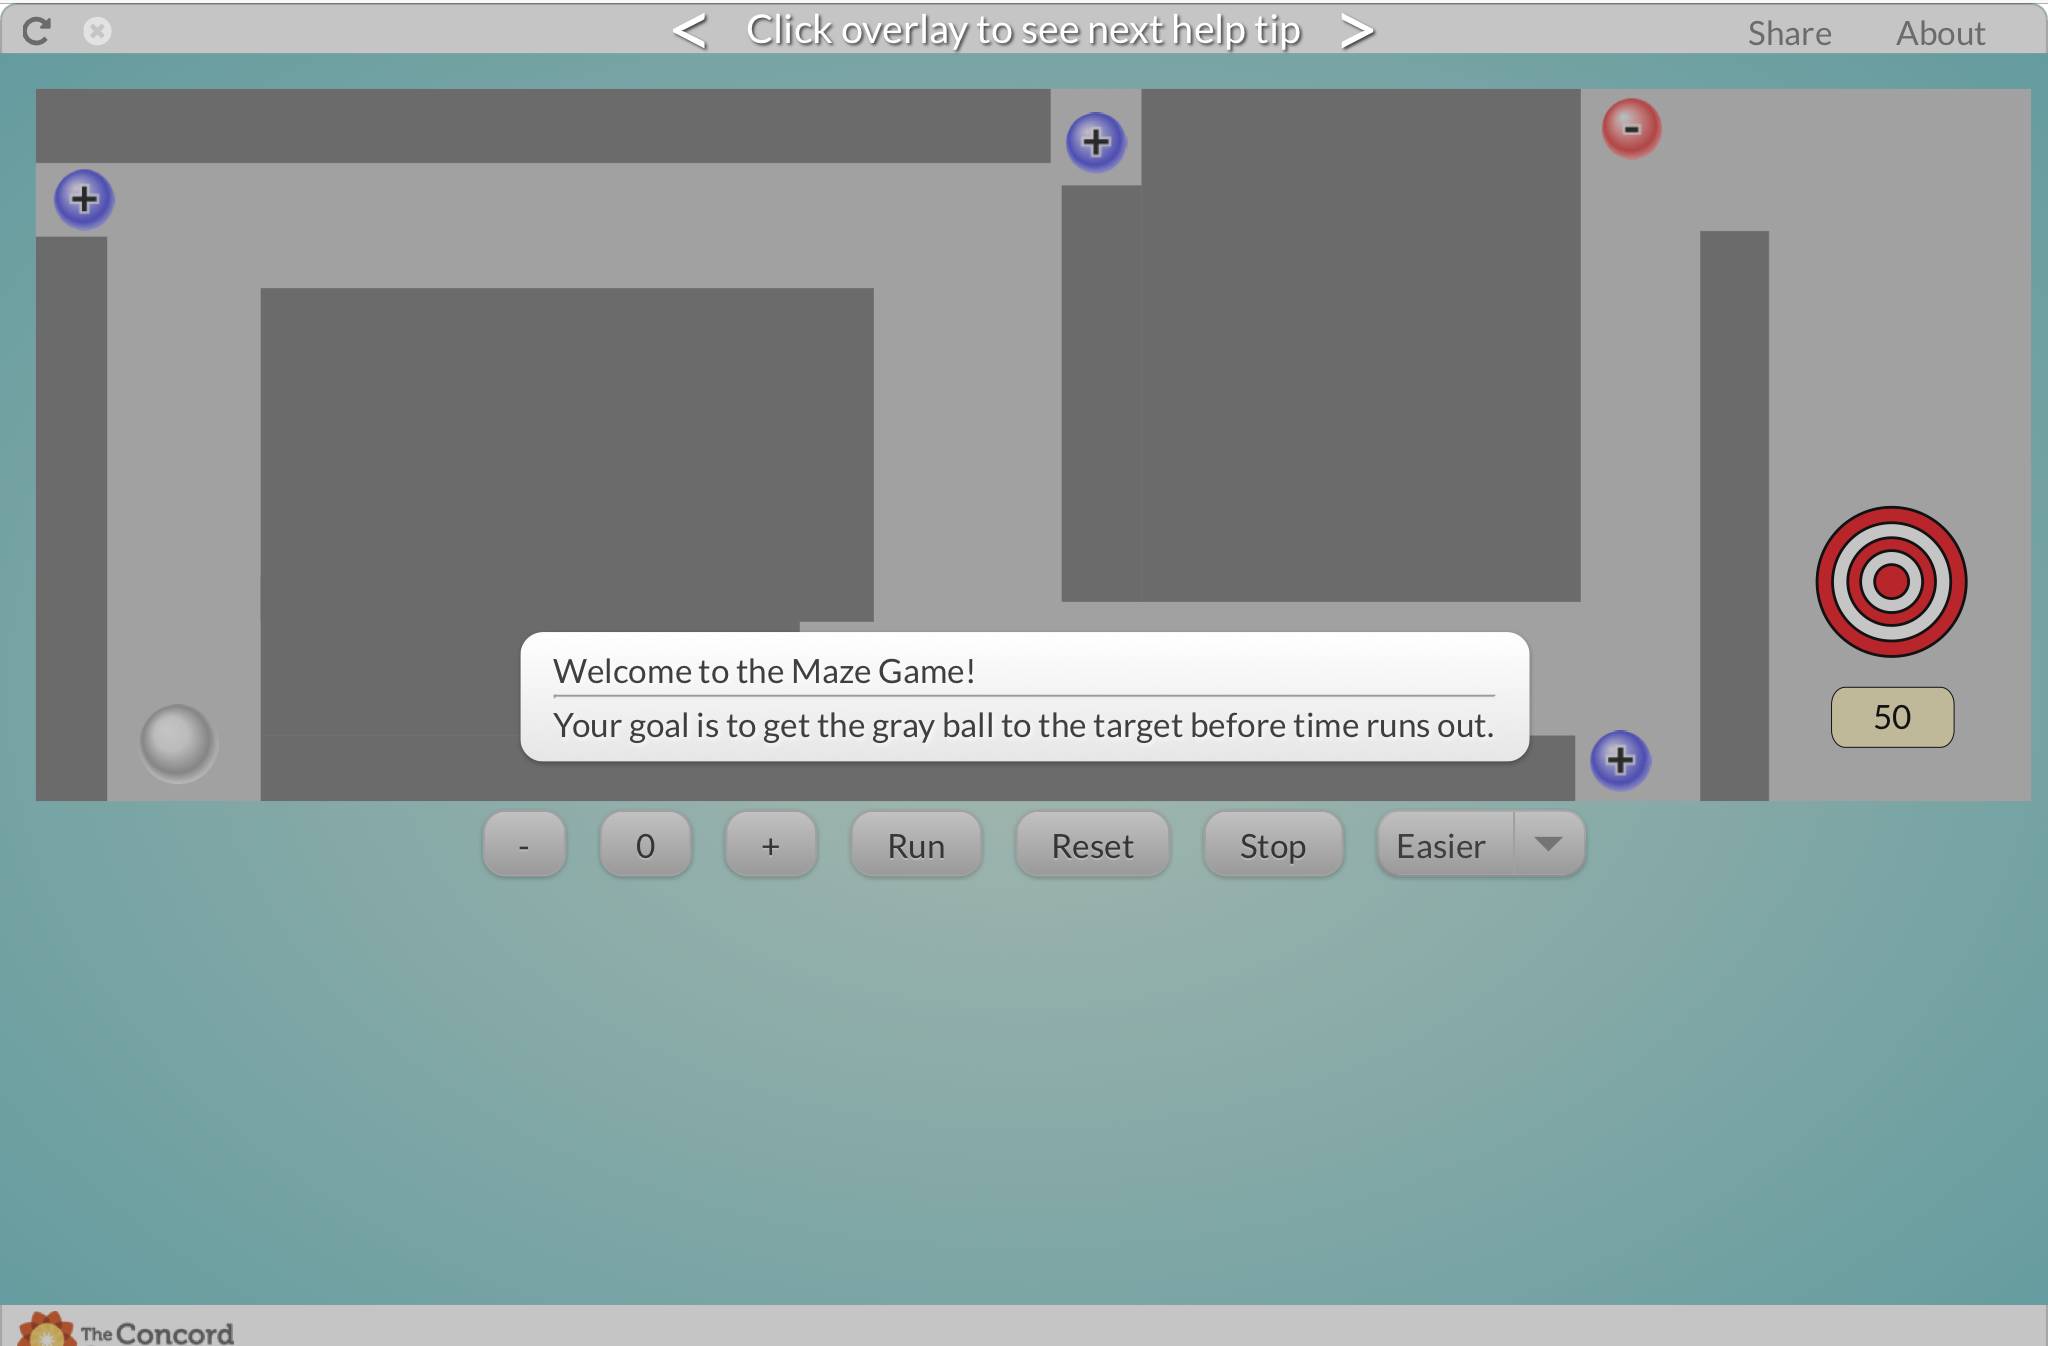 < Click overlay to see next help tip >
Share About
+
-
+
Welcome to the Maze Game!
Your goal is to get the gray ball to the target before time runs out.
50
+
- 0 + Run Reset Stop Easier
The Concord